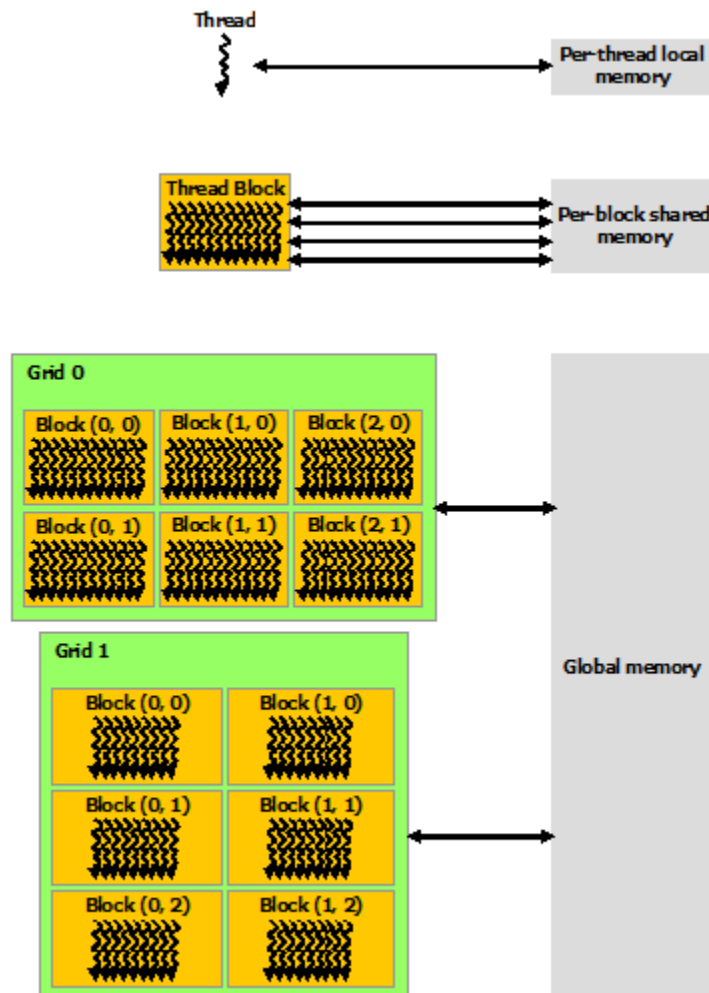 Thread
Per-thread local
memory
Thread Block
Per-block shared
memory
Grid 0
Block (0, 0)
Block (1, 0)
Block (2, 0)
Block (0, 1)
Block (1, 1)
Block (2, 1)
Grid 1
Global memory
Block (0, 0)
Block (1, 0)
Block (0, 1)
Block (1, 1)
Block (0, 2)
Block (1, 2)